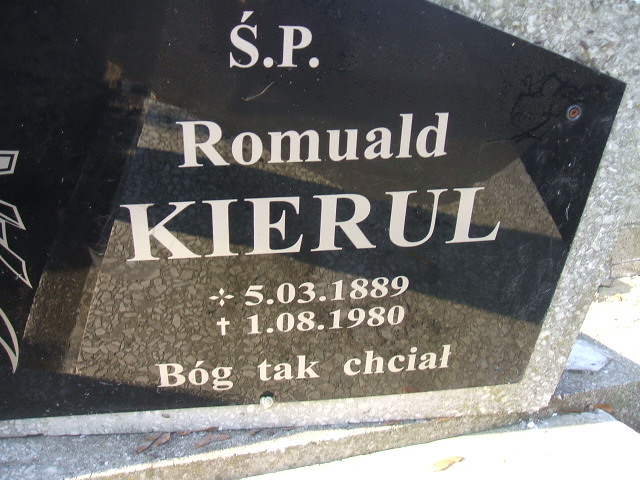 Ś.P.
Romuald
KIERUL
✣ 5.03.1889
† 1.08.1980
Bóg tak chciał